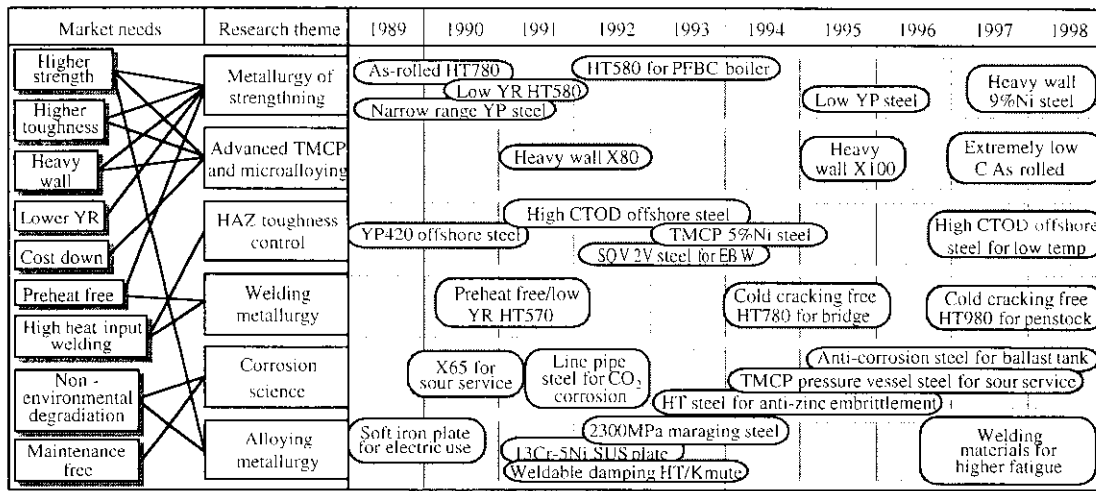 Market needs
Research theme
1989 1990 1991 1992 1993 1994 1995 1996 1997 1998
Higher
strength
Higher
toughness
Heavy
wall
Lower YR
Cost down
Preheat free
High heat input
welding
Non -
environmental
degradation
Maintenance
free
Metallurgy of
strengthning
Advanced TMCP
and microalloying
HAZ toughness
control
Welding
metallurgy
Corrosion
science
Alloying
metallurgy
As-rolled HT780
Low YR HT580
Narrow range YP steel
HT580 for PFBC boiler
Low YP steel
Heavy wall
9%Ni steel
Heavy wall X80
Heavy
wall X100
Extremely low
C As rolled
High CTOD offshore steel
YP420 offshore steel
TMCP 5%Ni steel
SQV 2V steel for EBW
High CTOD offshore
steel for low temp
Preheat free/low
YR HT570
Cold cracking free
HT780 for bridge
Cold cracking free
HT980 for penstock
X65 for
sour service
Line pipe
steel for CO₂
corrosion
Anti-corrosion steel for ballast tank
TMCP pressure vessel steel for sour service
HT steel for anti-zinc embrittlement
Soft iron plate
for electric use
2300MPa maraging steel
13Cr-5Ni SUS plate
Weldable damping HT/Kmute
Welding
materials for
higher fatigue